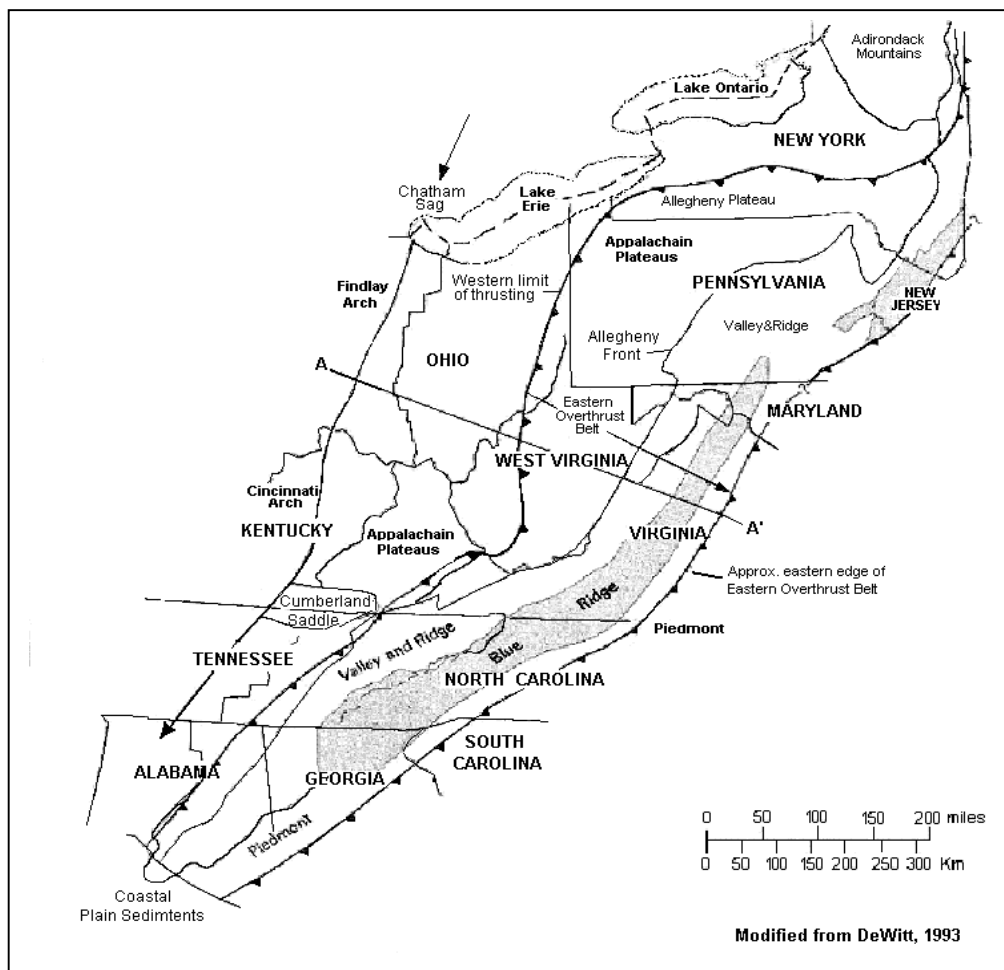 Adirondack
Mountains
Lake Ontario
NEW YORK
Chatham
Sag
Lake
Erie
Allegheny Plateau
Appalachain
Plateaus
Western limit
of thrusting
PENNSYLVANIA
Findlay
Arch
NEW
JERSEY
Valley&Ridge
Allegheny
Front
OHIO
A
Eastern
Overthrust
Belt
MARYLAND
WEST VIRGINIA
Cincinnati
Arch
KENTUCKY
Appalachain
Plateaus
A'
VIRGINIA
Approx. eastern edge of
Eastern Overthrust Belt
Cumberland
Saddle
Ridge
Blue
Piedmont
Valley and Ridge
TENNESSEE
NORTH CAROLINA
SOUTH
CAROLINA
ALABAMA
GEORGIA
Piedmont
Coastal
Plain Sedimtents
0 50 100 150 200 miles
0 50 100 150 200 250 300 Km
Modified from DeWitt, 1993